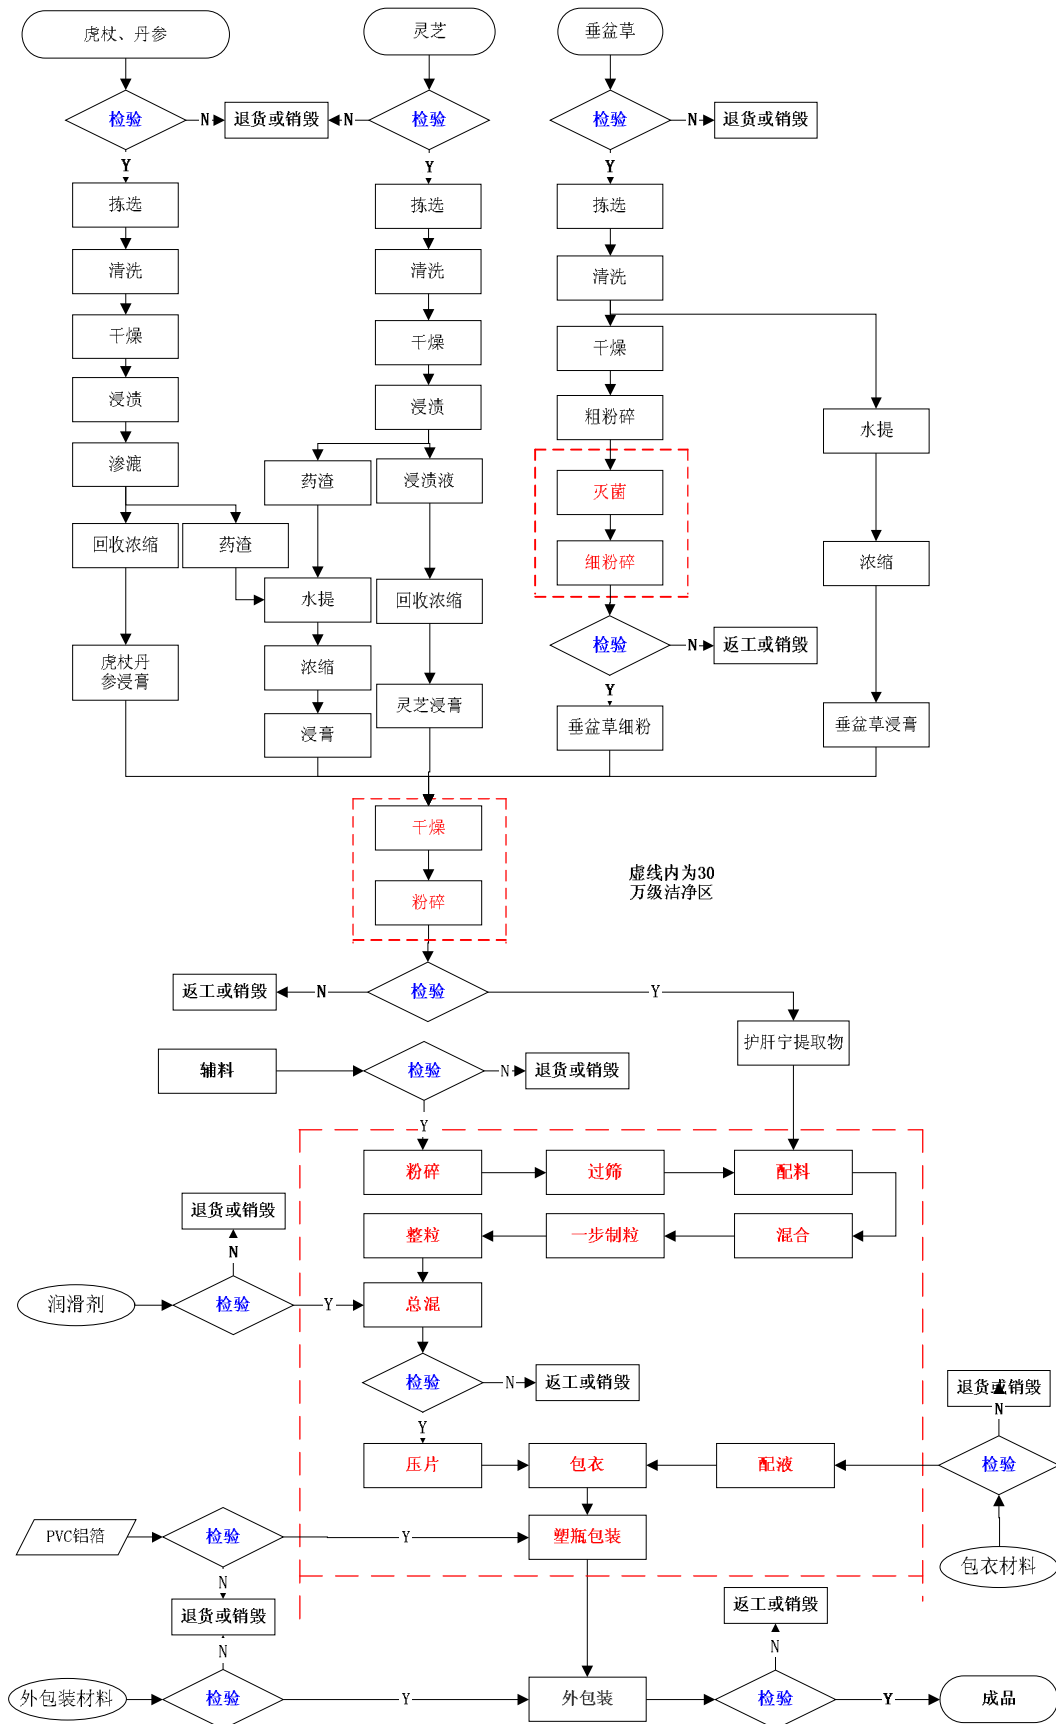 虎杖、丹参
灵芝
垂盆草
检验
N
退货或销毁
N
检验
检验
N
退货或销毁
Y
Y
Y
拣选
拣选
拣选
清洗
清洗
清洗
干燥
干燥
干燥
浸渍
浸渍
粗粉碎
水提
渗漉
药渣
浸渍液
灭菌
回收浓缩
药渣
细粉碎
浓缩
水提
回收浓缩
检验
N
返工或销毁
虎杖丹
参浸膏
浓缩
Y
灵芝浸膏
浸膏
垂盆草细粉
垂盆草浸膏
干燥
虚线内为30
万级洁净区
粉碎
返工或销毁
N
检验
Y
护肝宁提取物
辅料
检验
N
退货或销毁
Y
粉碎
过筛
配料
退货或销毁
整粒
一步制粒
混合
N
润滑剂
检验
Y
总混
检验
N
返工或销毁
退货或销毁
N
Y
压片
包衣
配液
检验
PVC铝箔
检验
Y
塑瓶包装
包衣材料
N
退货或销毁
返工或销毁
N
N
外包装材料
检验
Y
外包装
检验
Y
成品